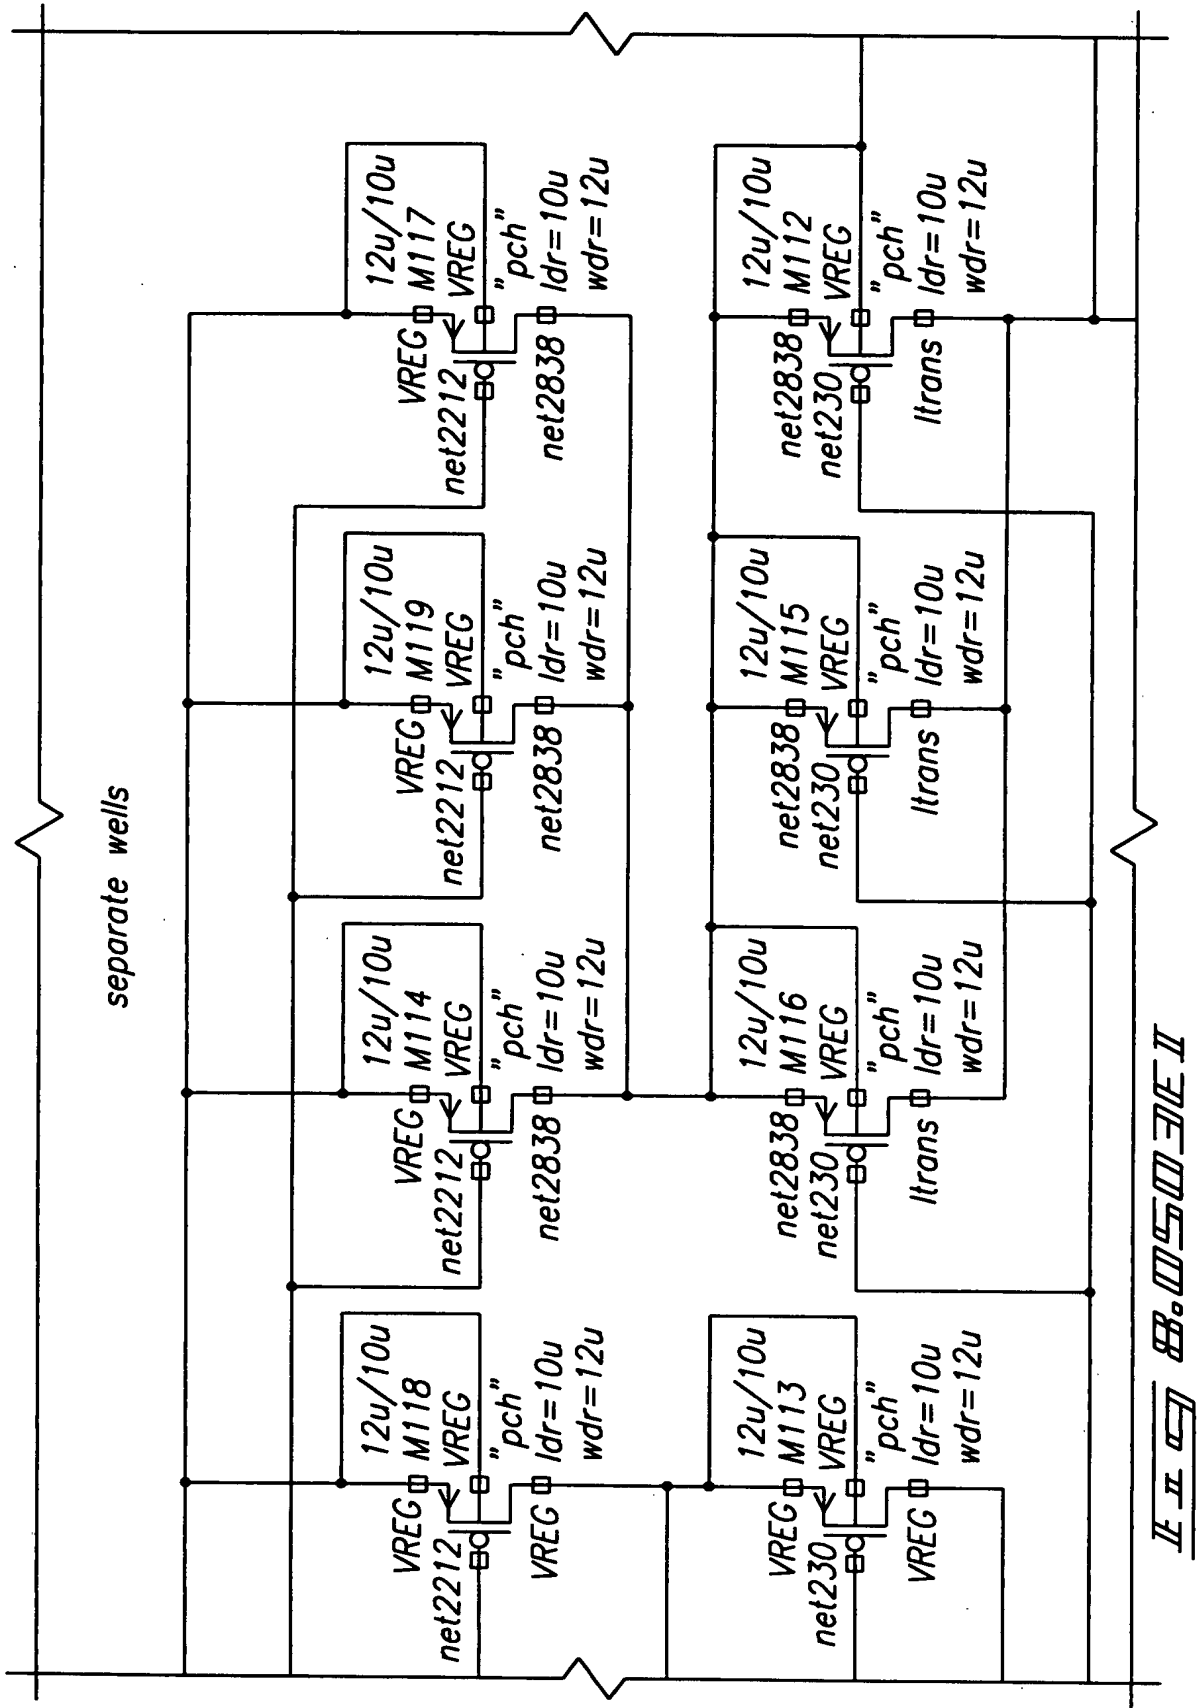 separate wells
12u/10u
VREG M118
net2212 VREG
"pch"
VREG ldr=10u
wdr=12u
12u/10u
VREG M114
net2212 VREG
"pch"
net2838 ldr=10u
wdr=12u
12u/10u
VREG M119
net2212 VREG
"pch"
net2838 ldr=10u
wdr=12u
12u/10u
VREG M117
net2212 VREG
"pch"
net2838 ldr=10u
wdr=12u
12u/10u
VREG M113
net230 VREG
"pch"
VREG ldr=10u
wdr=12u
12u/10u
net2838 M116
net230 VREG
"pch"
Itrans ldr=10u
wdr=12u
12u/10u
net2838 M115
net230 VREG
"pch"
Itrans ldr=10u
wdr=12u
12u/10u
net2838 M112
net230 VREG
"pch"
Itrans ldr=10u
wdr=12u